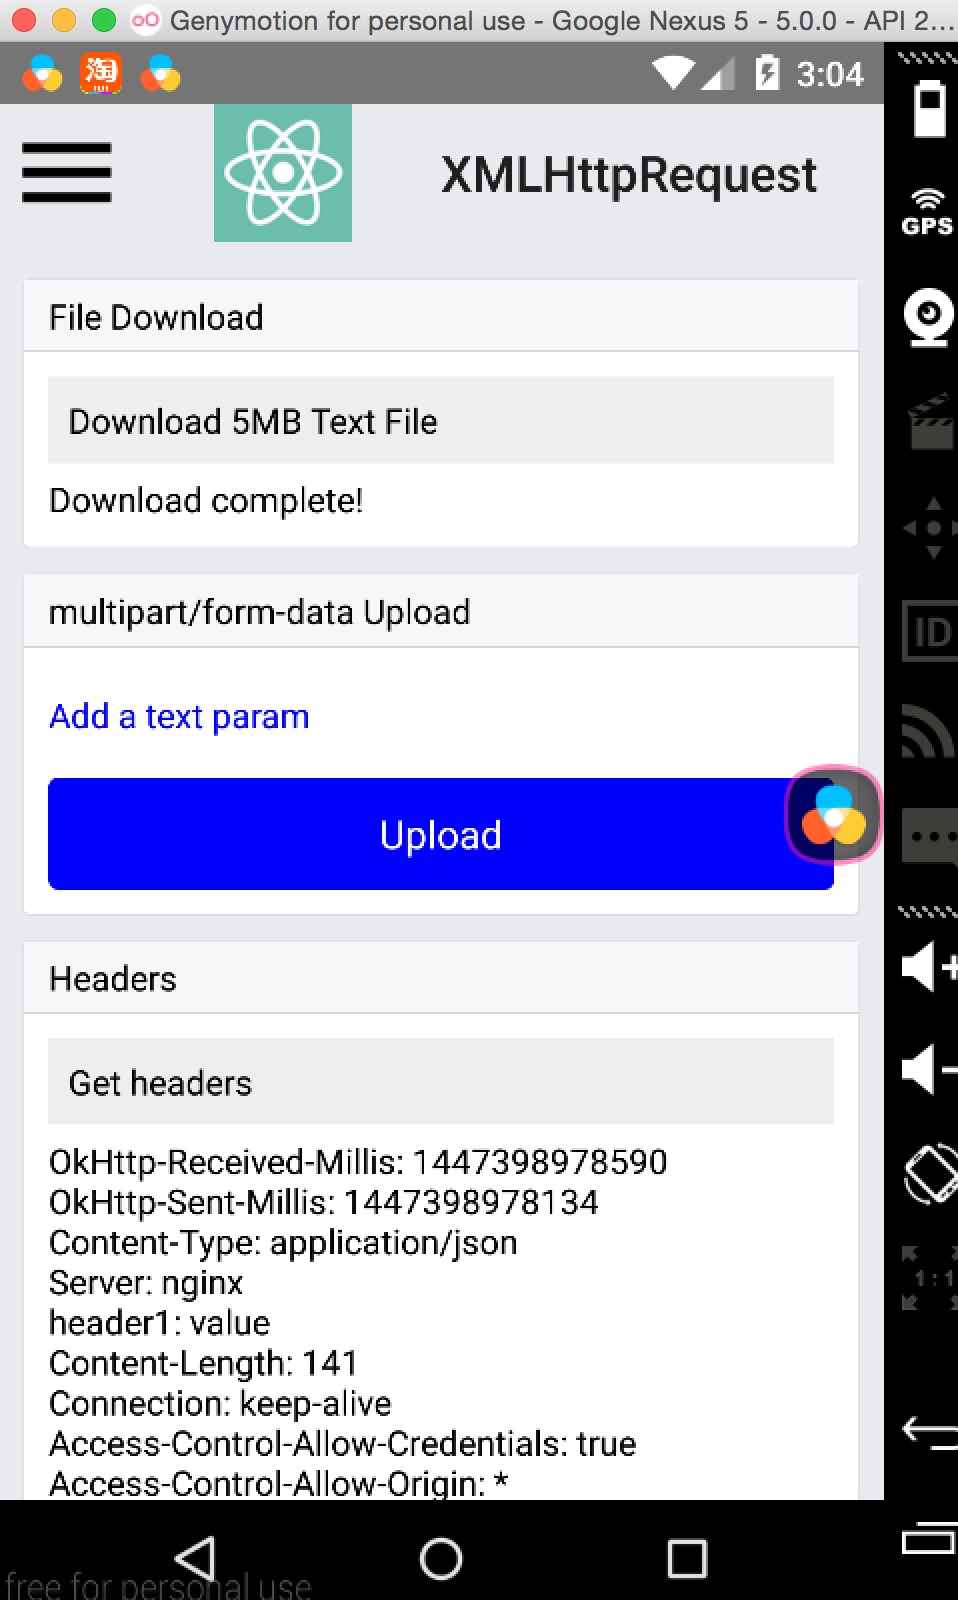 Genymotion for personal use - Google Nexus 5 - 5.0.0 - API 2...
淘
3:04
XMLHttpRequest
GPS
File Download
Download 5MB Text File
Download complete!
multipart/form-data Upload
ID
Add a text param
Upload
Headers
Get headers
OkHttp-Received-Millis: 1447398978590
OkHttp-Sent-Millis: 1447398978134
Content-Type: application/json
Server: nginx
1:1
header1: value
Content-Length: 141
Connection: keep-alive
Access-Control-Allow-Credentials: true
Access-Control-Allow-Origin: *
free for personal use